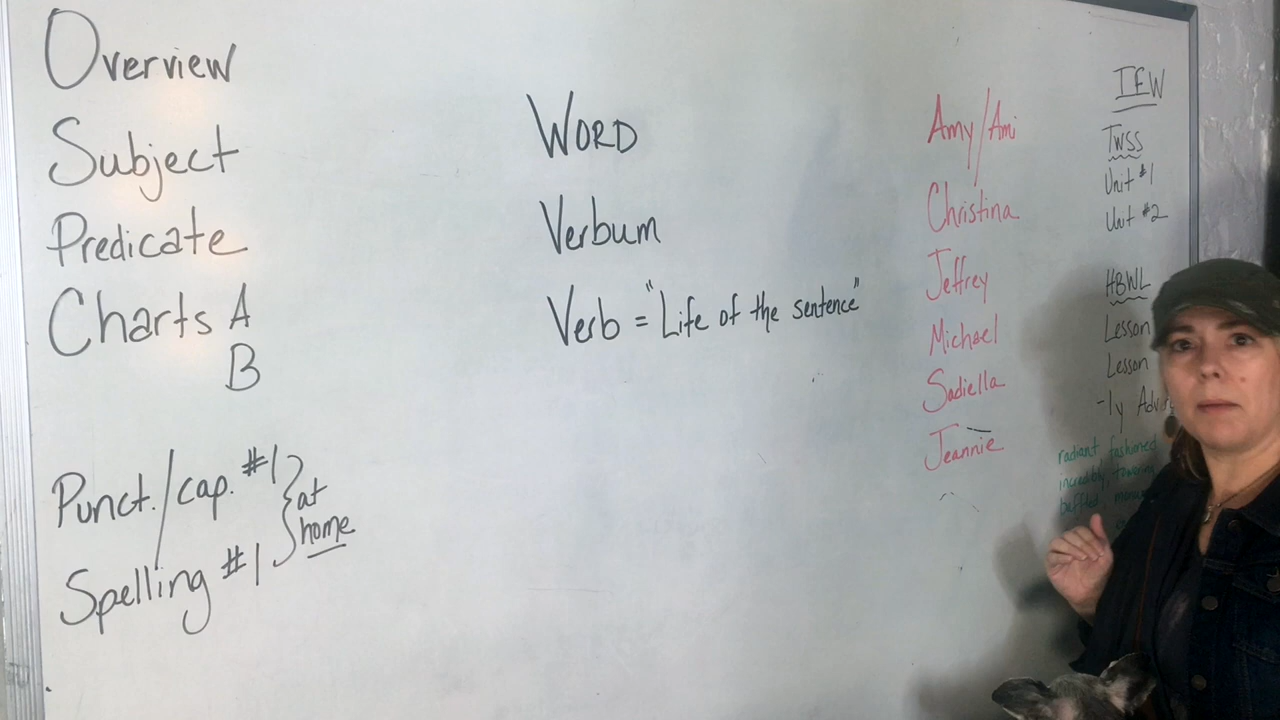 Overview
Subject
Predicate
Charts A
B
Punct./cap. #1
Spelling #1
at
home
WORD
Verbum
Verb = "Life of the sentence"
Amy/Ami
Christina
Jeffrey
Michael
Sadiella
Jeannie
IEW
TWSS
Unit #1
Unit #2
HBWL
Lesson
Lesson
-ly
radiant, fashioned
incredibly, towering
baffled